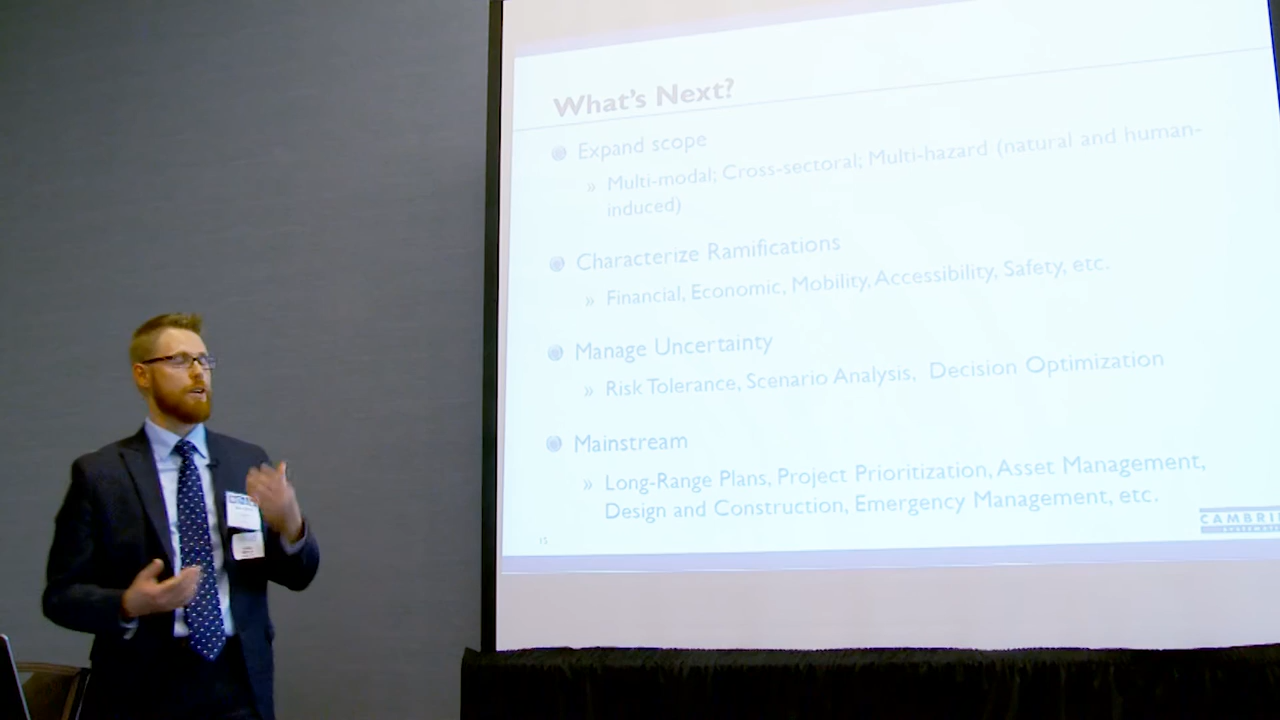 What's Next?
Expand scope
» Multi-modal; Cross-sectoral; Multi-hazard (natural and human-
induced)
Characterize Ramifications
» Financial, Economic, Mobility, Accessibility, Safety, etc.
Manage Uncertainty
» Risk Tolerance, Scenario Analysis, Decision Optimization
Mainstream
» Long-Range Plans, Project Prioritization, Asset Management,
Design and Construction, Emergency Management, etc.
15